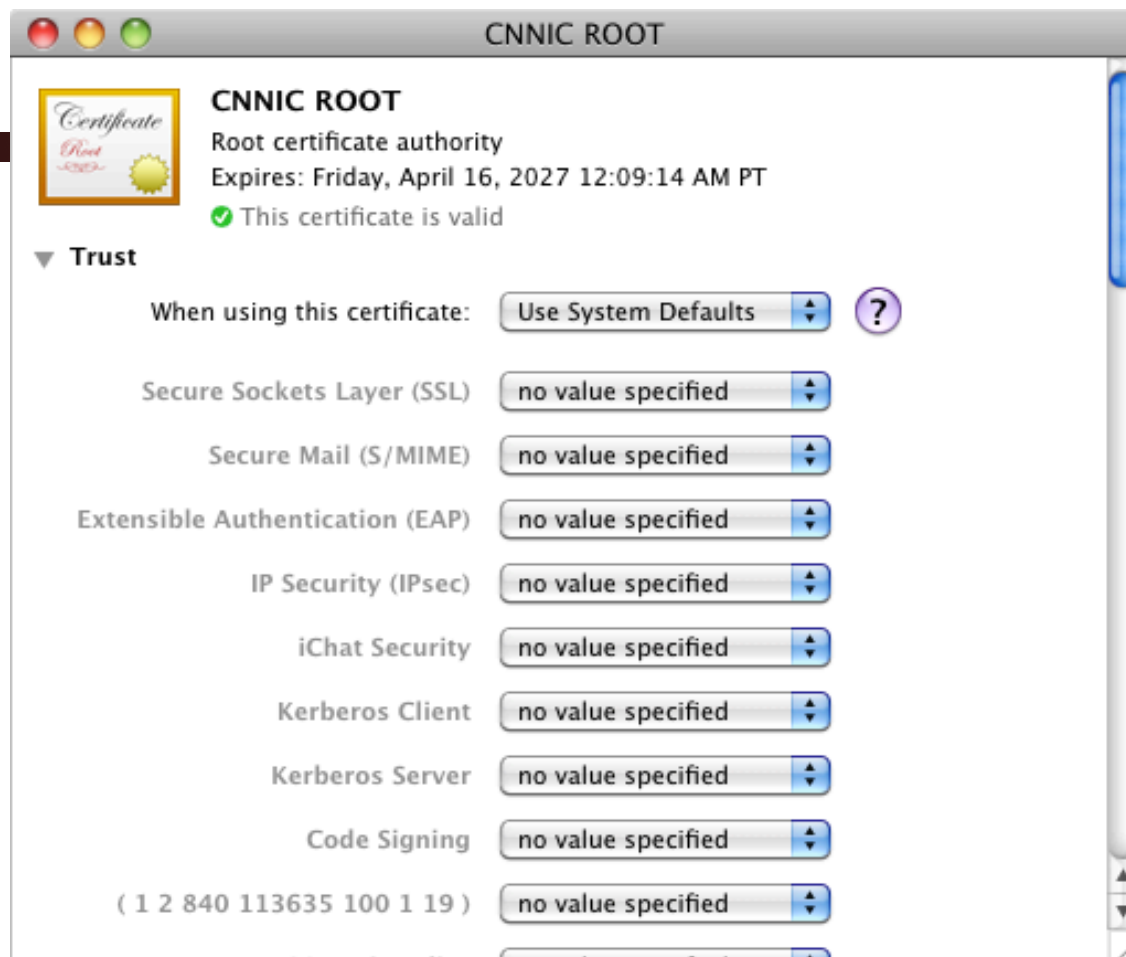 CNNIC ROOT
Certificate
Root
CNNIC ROOT
Root certificate authority
Expires: Friday, April 16, 2027 12:09:14 AM PT
This certificate is valid
Trust
When using this certificate: Use System Defaults ?
Secure Sockets Layer (SSL) no value specified
Secure Mail (S/MIME) no value specified
Extensible Authentication (EAP) no value specified
IP Security (IPsec) no value specified
iChat Security no value specified
Kerberos Client no value specified
Kerberos Server no value specified
Code Signing no value specified
( 1 2 840 113635 100 1 19 ) no value specified